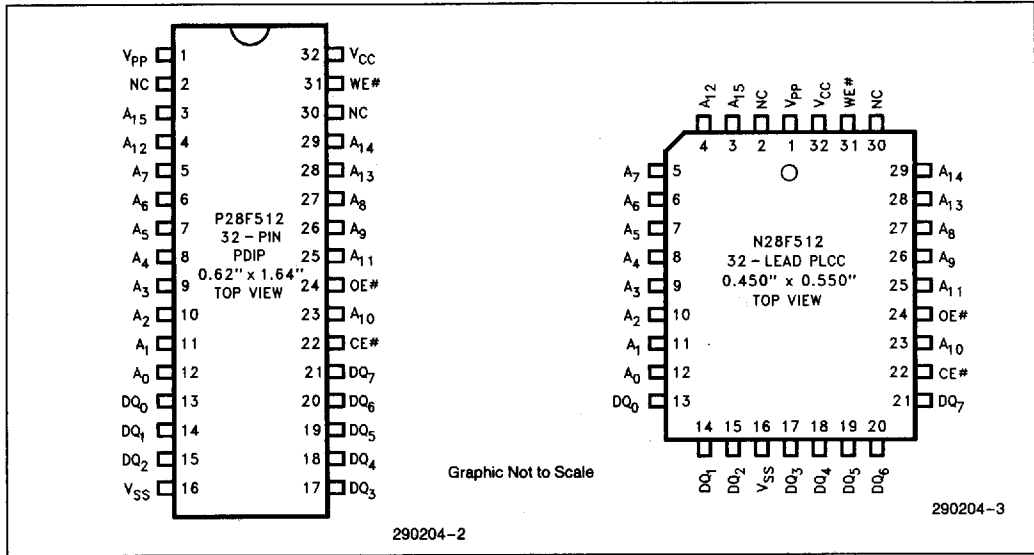 V_PP 1 32 V_CC
NC 2 31 WE#
A_15 3 30 NC
A_12 4 29 A_14
A_7 5 28 A_13
A_6 6 27 A_8
A_5 7 26 A_9
A_4 8 25 A_11
A_3 9 24 OE#
A_2 10 23 A_10
A_1 11 22 CE#
A_0 12 21 DQ_7
DQ_0 13 20 DQ_6
DQ_1 14 19 DQ_5
DQ_2 15 18 DQ_4
V_SS 16 17 DQ_3
P28F512
32-PIN
PDIP
0.62" x 1.64"
TOP VIEW
290204-2
Graphic Not to Scale
A_12 A_15 NC V_PP V_CC WE# NC
4 3 2 1 32 31 30
A_7 5 29 A_14
A_6 6 28 A_13
A_5 7 27 A_8
A_4 8 26 A_9
A_3 9 25 A_11
A_2 10 24 OE#
A_1 11 23 A_10
A_0 12 22 CE#
DQ_0 13 21 DQ_7
N28F512
32-LEAD PLCC
0.450" x 0.550"
TOP VIEW
14 15 16 17 18 19 20
DQ_1 DQ_2 V_SS DQ_3 DQ_4 DQ_5 DQ_6
290204-3